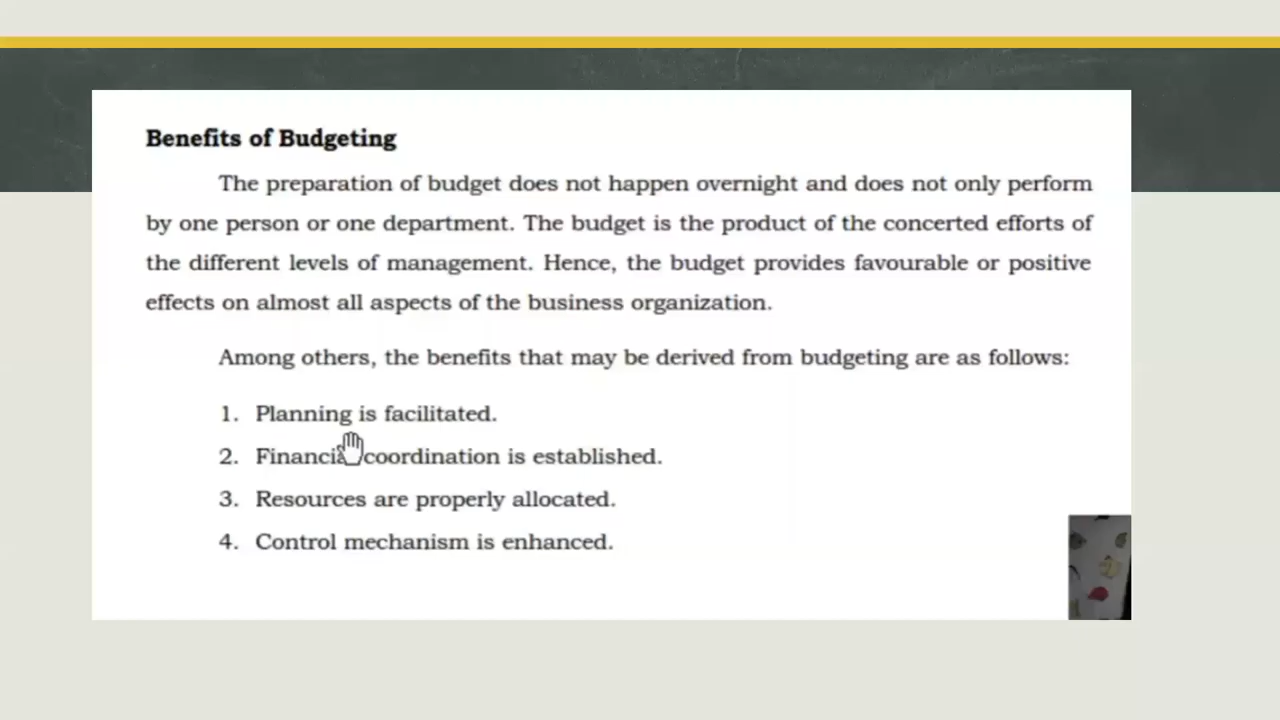 Benefits of Budgeting
The preparation of budget does not happen overnight and does not only perform
by one person or one department. The budget is the product of the concerted efforts of
the different levels of management. Hence, the budget provides favourable or positive
effects on almost all aspects of the business organization.
Among others, the benefits that may be derived from budgeting are as follows:
1. Planning is facilitated.
2. Financial coordination is established.
3. Resources are properly allocated.
4. Control mechanism is enhanced.